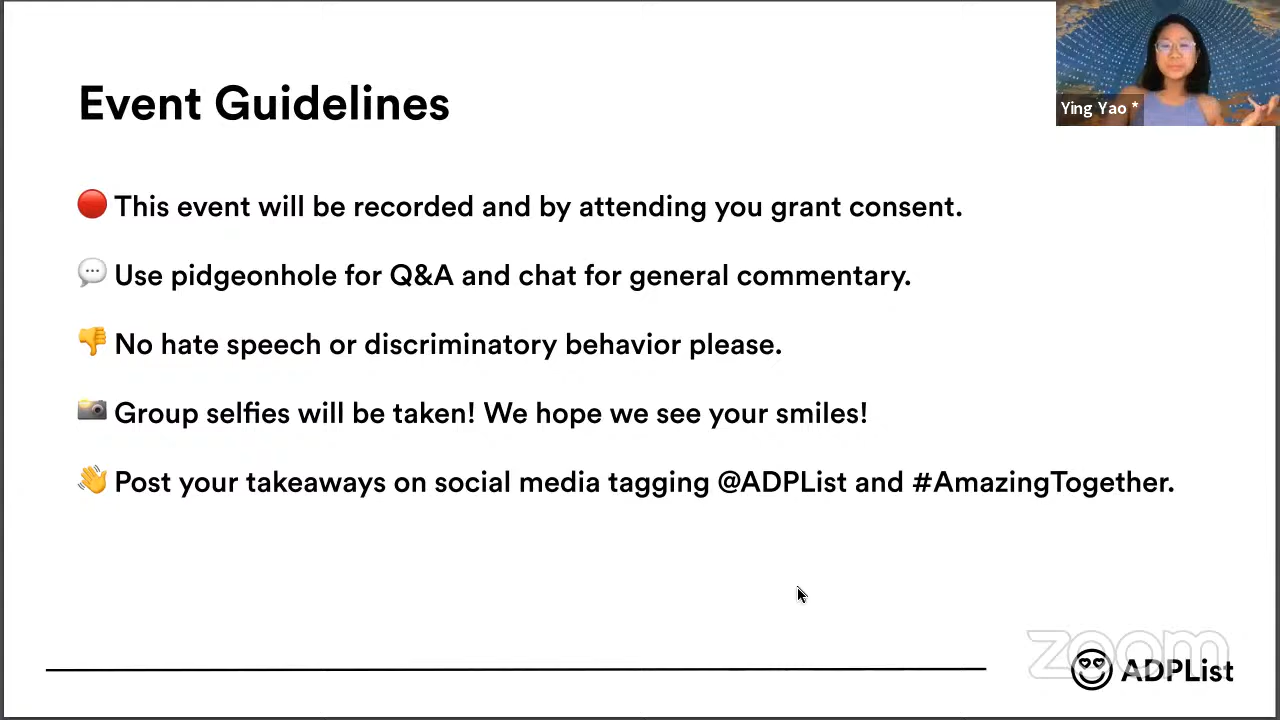 Event Guidelines
Ying Yao *
🔴 This event will be recorded and by attending you grant consent.
💬 Use pidgeonhole for Q&A and chat for general commentary.
👎 No hate speech or discriminatory behavior please.
📸 Group selfies will be taken! We hope we see your smiles!
👋 Post your takeaways on social media tagging @ADPList and #AmazingTogether.
zoom
ADPList